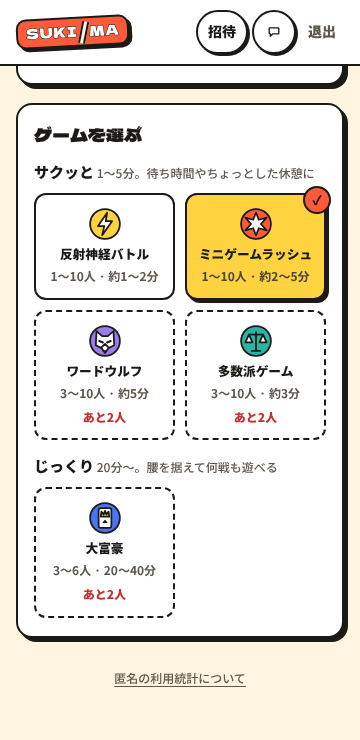 SUKI//MA
招待
退出
ゲームを選ぶ
サクッと 1〜5分。待ち時間やちょっとした休憩に
反射神経バトル
1〜10人・約1〜2分
ミニゲームラッシュ
1〜10人・約2〜5分
ワードウルフ
3〜10人・約5分
あと2人
多数派ゲーム
3〜10人・約3分
あと2人
じっくり 20分〜。腰を据えて何戦も遊べる
大富豪
3〜6人・20〜40分
あと2人
匿名の利用統計について